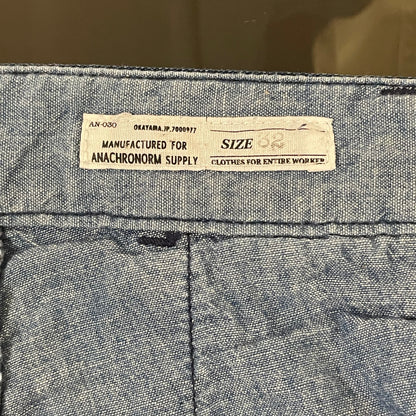 AN-030 OKAYAMA.JP.7000977
MANUFACTURED FOR
ANACHRONORM SUPPLY
SIZE 32
CLOTHES FOR ENTIRE WORKER